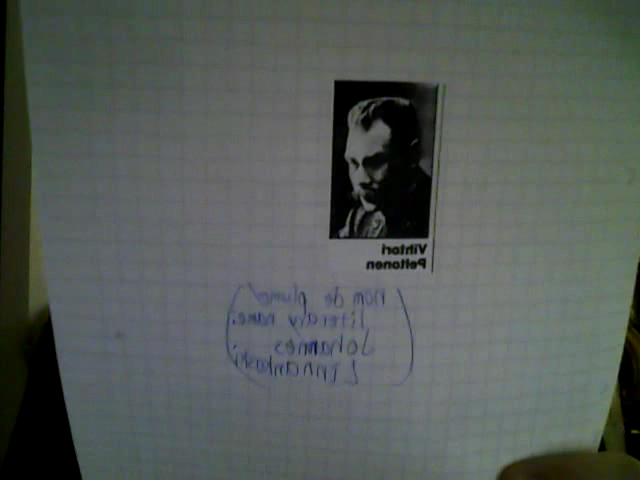 Vihtori
Peltonen
(nom de plume/
literary name:
Johannes
Linnankoski)